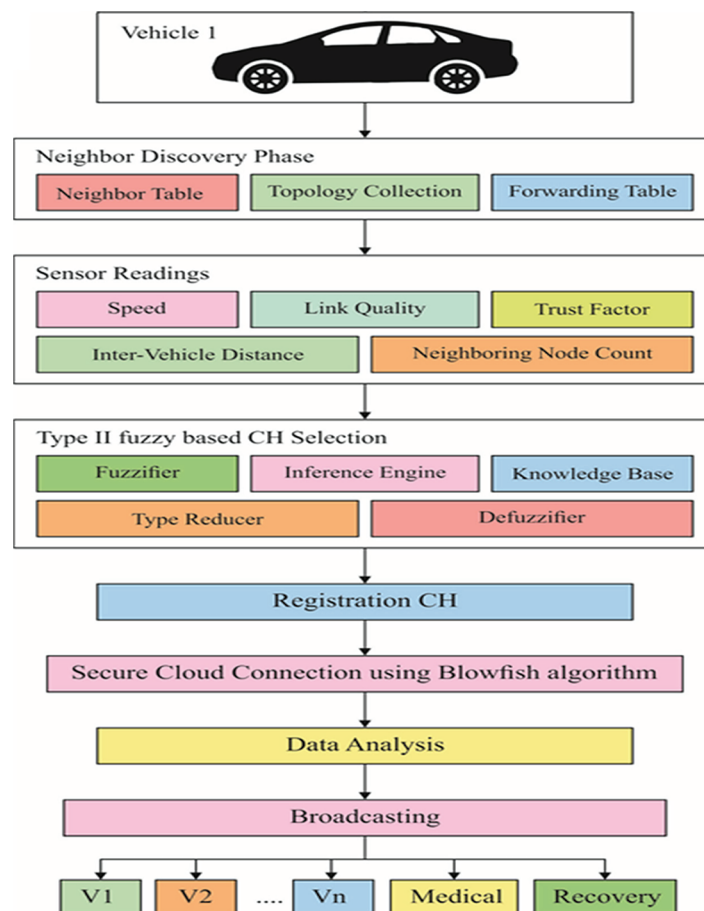 Vehicle 1
Neighbor Discovery Phase
Neighbor Table
Topology Collection
Forwarding Table
Sensor Readings
Speed
Link Quality
Trust Factor
Inter-Vehicle Distance
Neighboring Node Count
Type II fuzzy based CH Selection
Fuzzifier
Inference Engine
Knowledge Base
Type Reducer
Defuzzifier
Registration CH
Secure Cloud Connection using Blowfish algorithm
Data Analysis
Broadcasting
V1
V2
....
Vn
Medical
Recovery